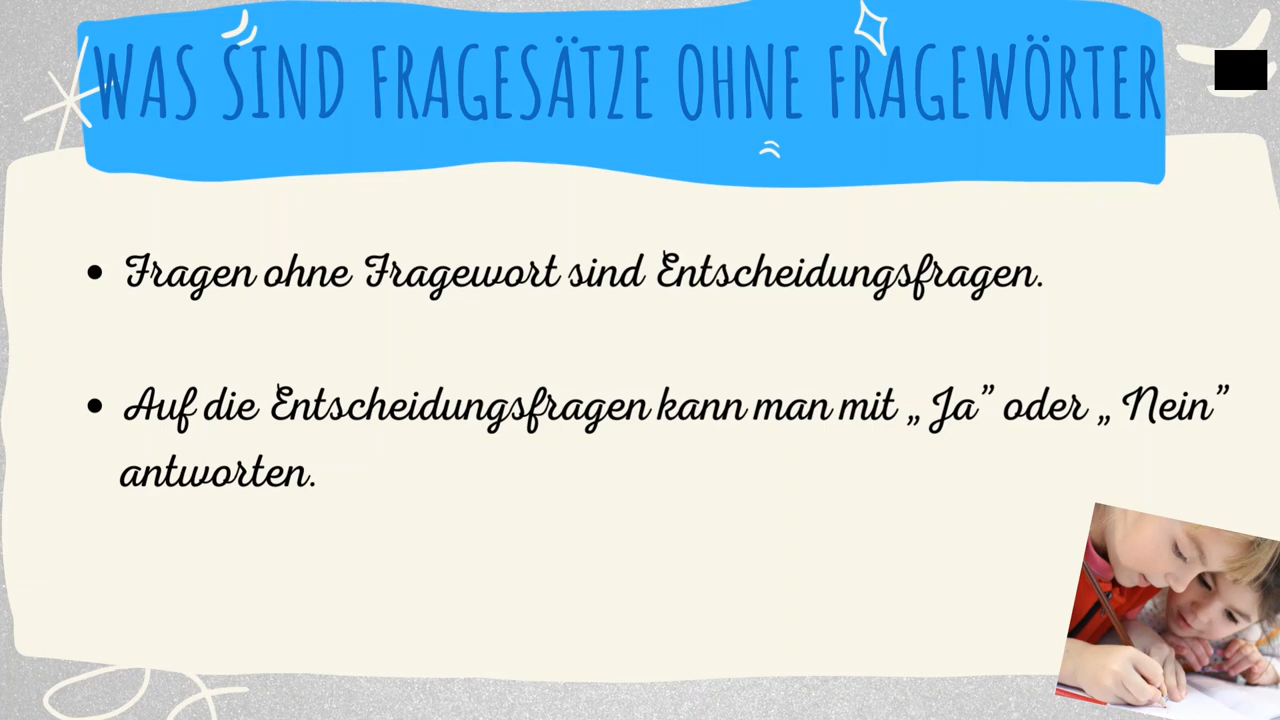 WAS SIND FRAGESÄTZE OHNE FRAGEWÖRTER
• Fragen ohne Fragewort sind Entscheidungsfragen.
• Auf die Entscheidungsfragen kann man mit „ Ja” oder „ Nein”
antworten.